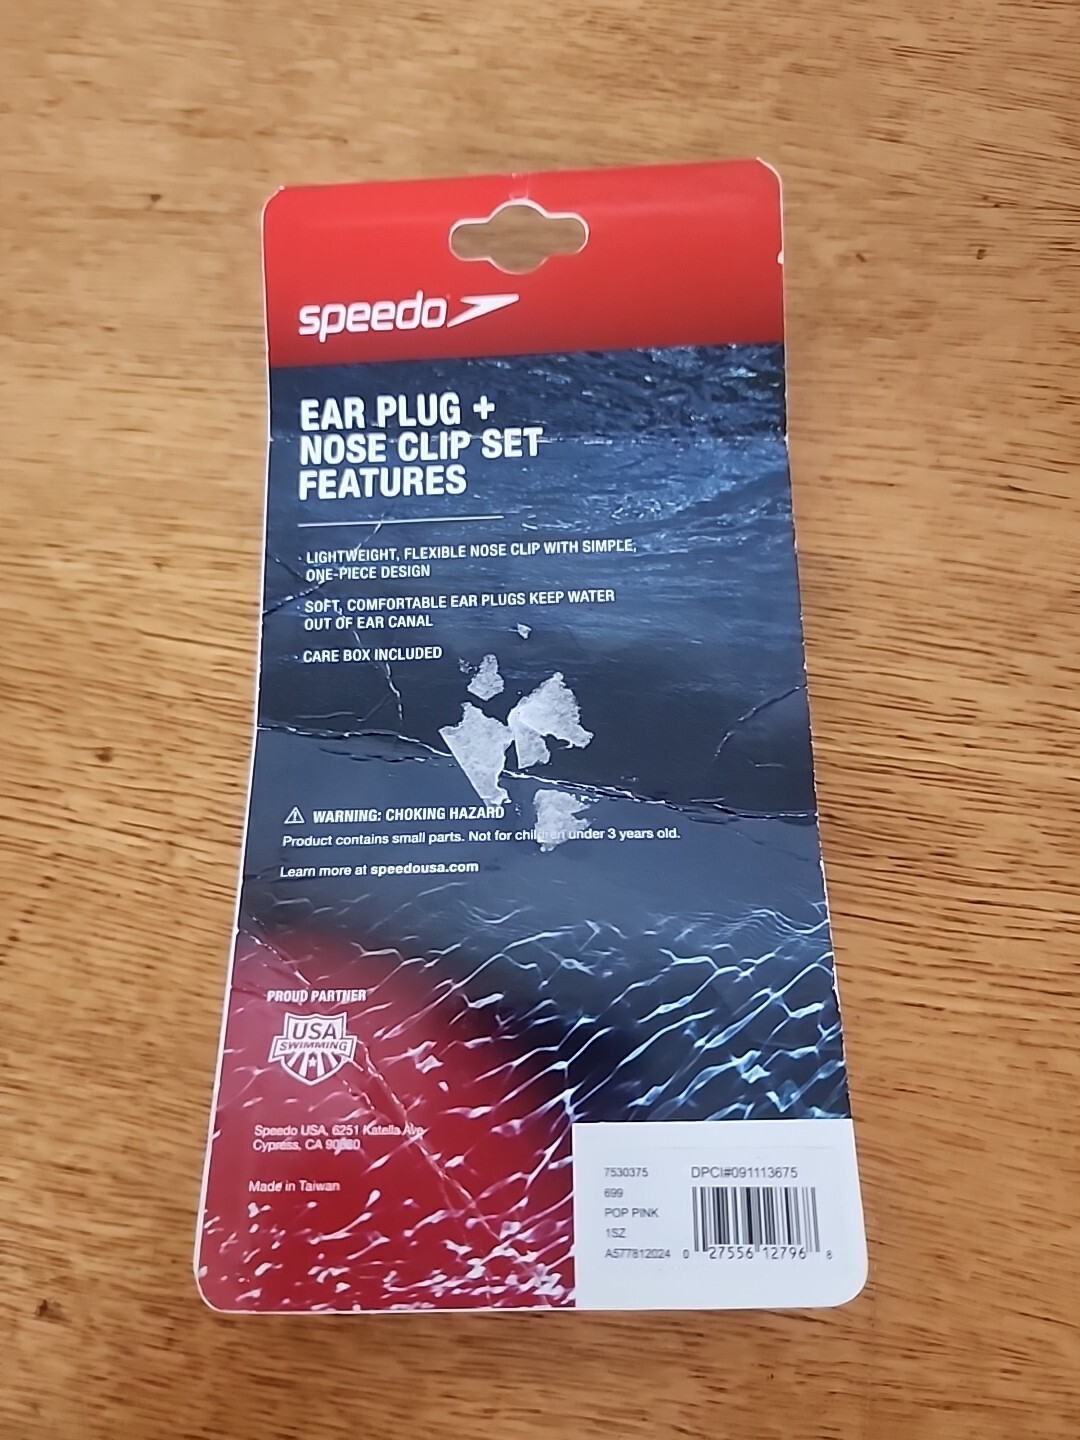 speedo
EAR PLUG +
NOSE CLIP SET
FEATURES
· LIGHTWEIGHT, FLEXIBLE NOSE CLIP WITH SIMPLE,
ONE-PIECE DESIGN
· SOFT, COMFORTABLE EAR PLUGS KEEP WATER
OUT OF EAR CANAL
· CARE BOX INCLUDED
⚠ WARNING: CHOKING HAZARD
Product contains small parts. Not for children under 3 years old.
Learn more at speedousa.com
PROUD PARTNER
USA
SWIMMING
Speedo USA, 6251 Katella Ave
Cypress, CA
Made in Taiwan
7530375
699
POP PINK
1SZ
A577812024
DPCI#091113675
0 27556 12796 8